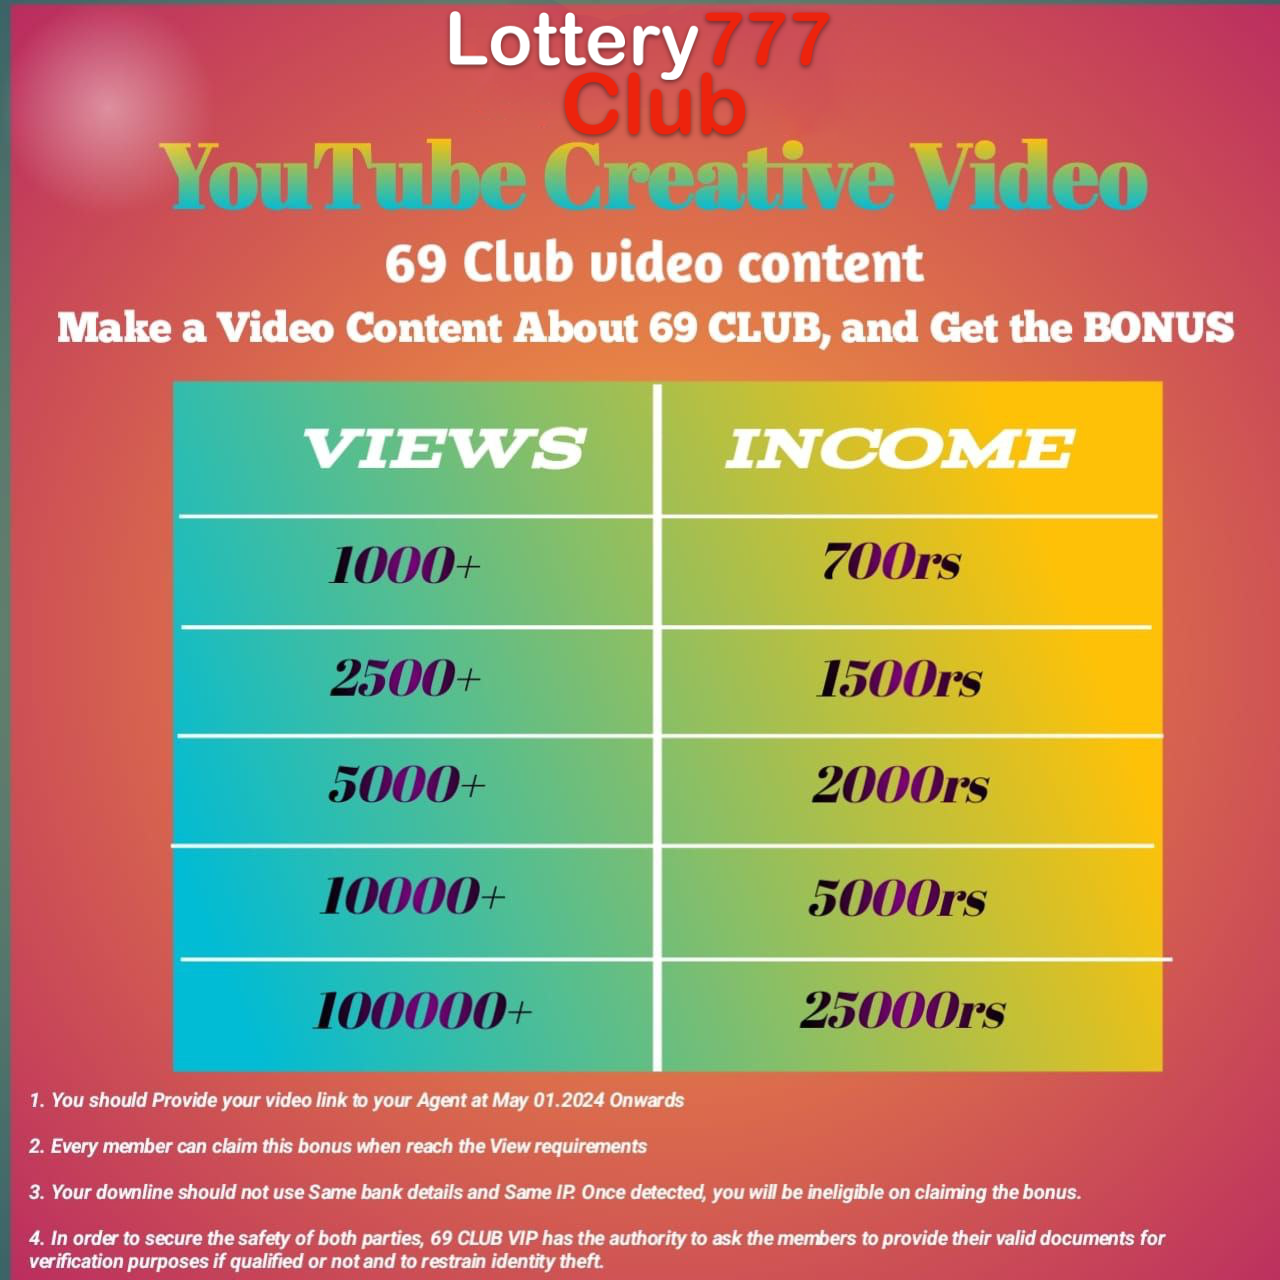 Lottery777
Club
YouTube Creative Video
69 Club video content
Make a Video Content About 69 CLUB, and Get the BONUS
VIEWS INCOME
1000+ 700rs
2500+ 1500rs
5000+ 2000rs
10000+ 5000rs
100000+ 25000rs
1. You should Provide your video link to your Agent at May 01.2024 Onwards
2. Every member can claim this bonus when reach the View requirements
3. Your downline should not use Same bank details and Same IP. Once detected, you will be ineligible on claiming the bonus.
4. In order to secure the safety of both parties, 69 CLUB VIP has the authority to ask the members to provide their valid documents for
verification purposes if qualified or not and to restrain identity theft.